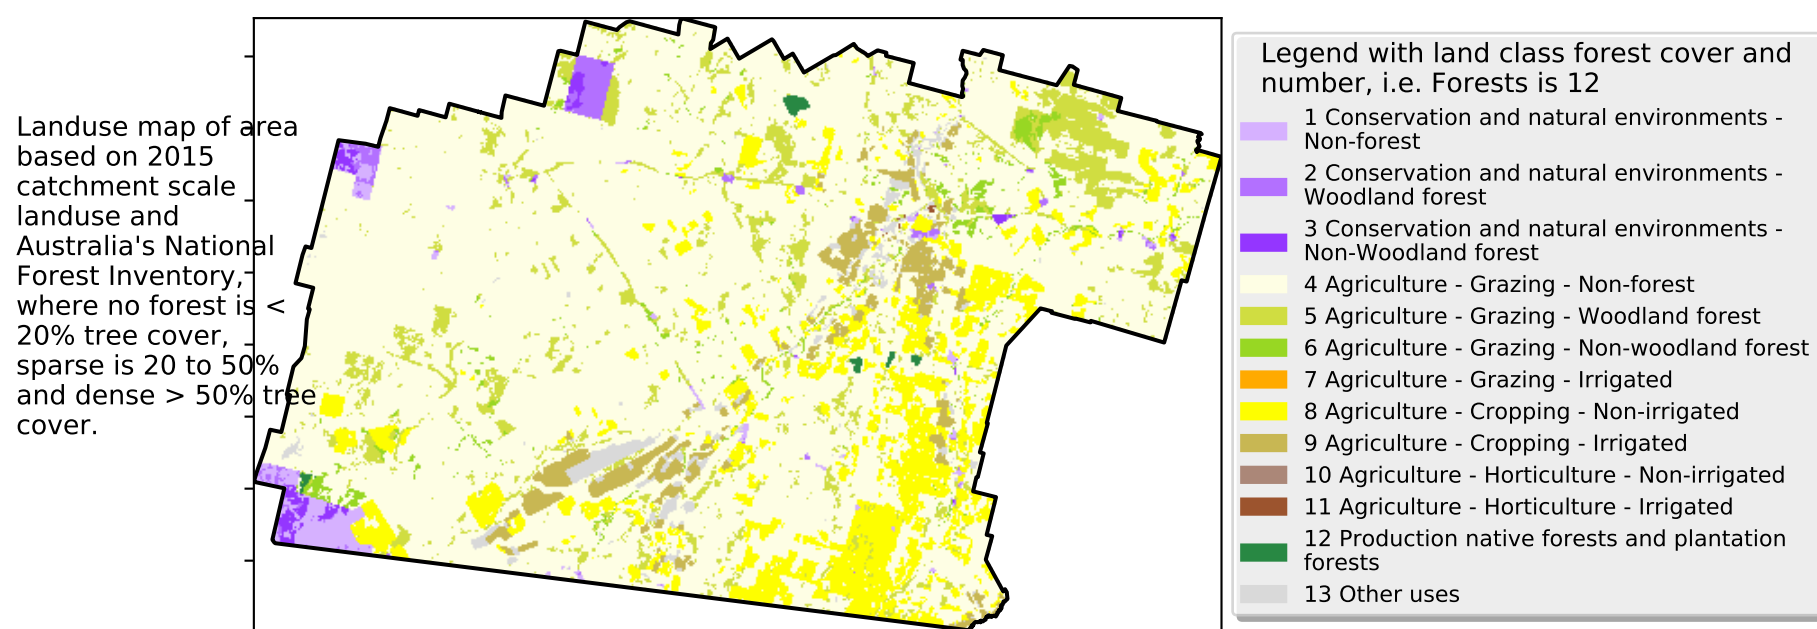 Landuse map of area
based on 2015
catchment scale
landuse and
Australia's National
Forest Inventory,
where no forest is <
20% tree cover,
sparse is 20 to 50%
and dense > 50% tree
cover.
Legend with land class forest cover and
number, i.e. Forests is 12
1 Conservation and natural environments -
Non-forest
2 Conservation and natural environments -
Woodland forest
3 Conservation and natural environments -
Non-Woodland forest
4 Agriculture - Grazing - Non-forest
5 Agriculture - Grazing - Woodland forest
6 Agriculture - Grazing - Non-woodland forest
7 Agriculture - Grazing - Irrigated
8 Agriculture - Cropping - Non-irrigated
9 Agriculture - Cropping - Irrigated
10 Agriculture - Horticulture - Non-irrigated
11 Agriculture - Horticulture - Irrigated
12 Production native forests and plantation
forests
13 Other uses